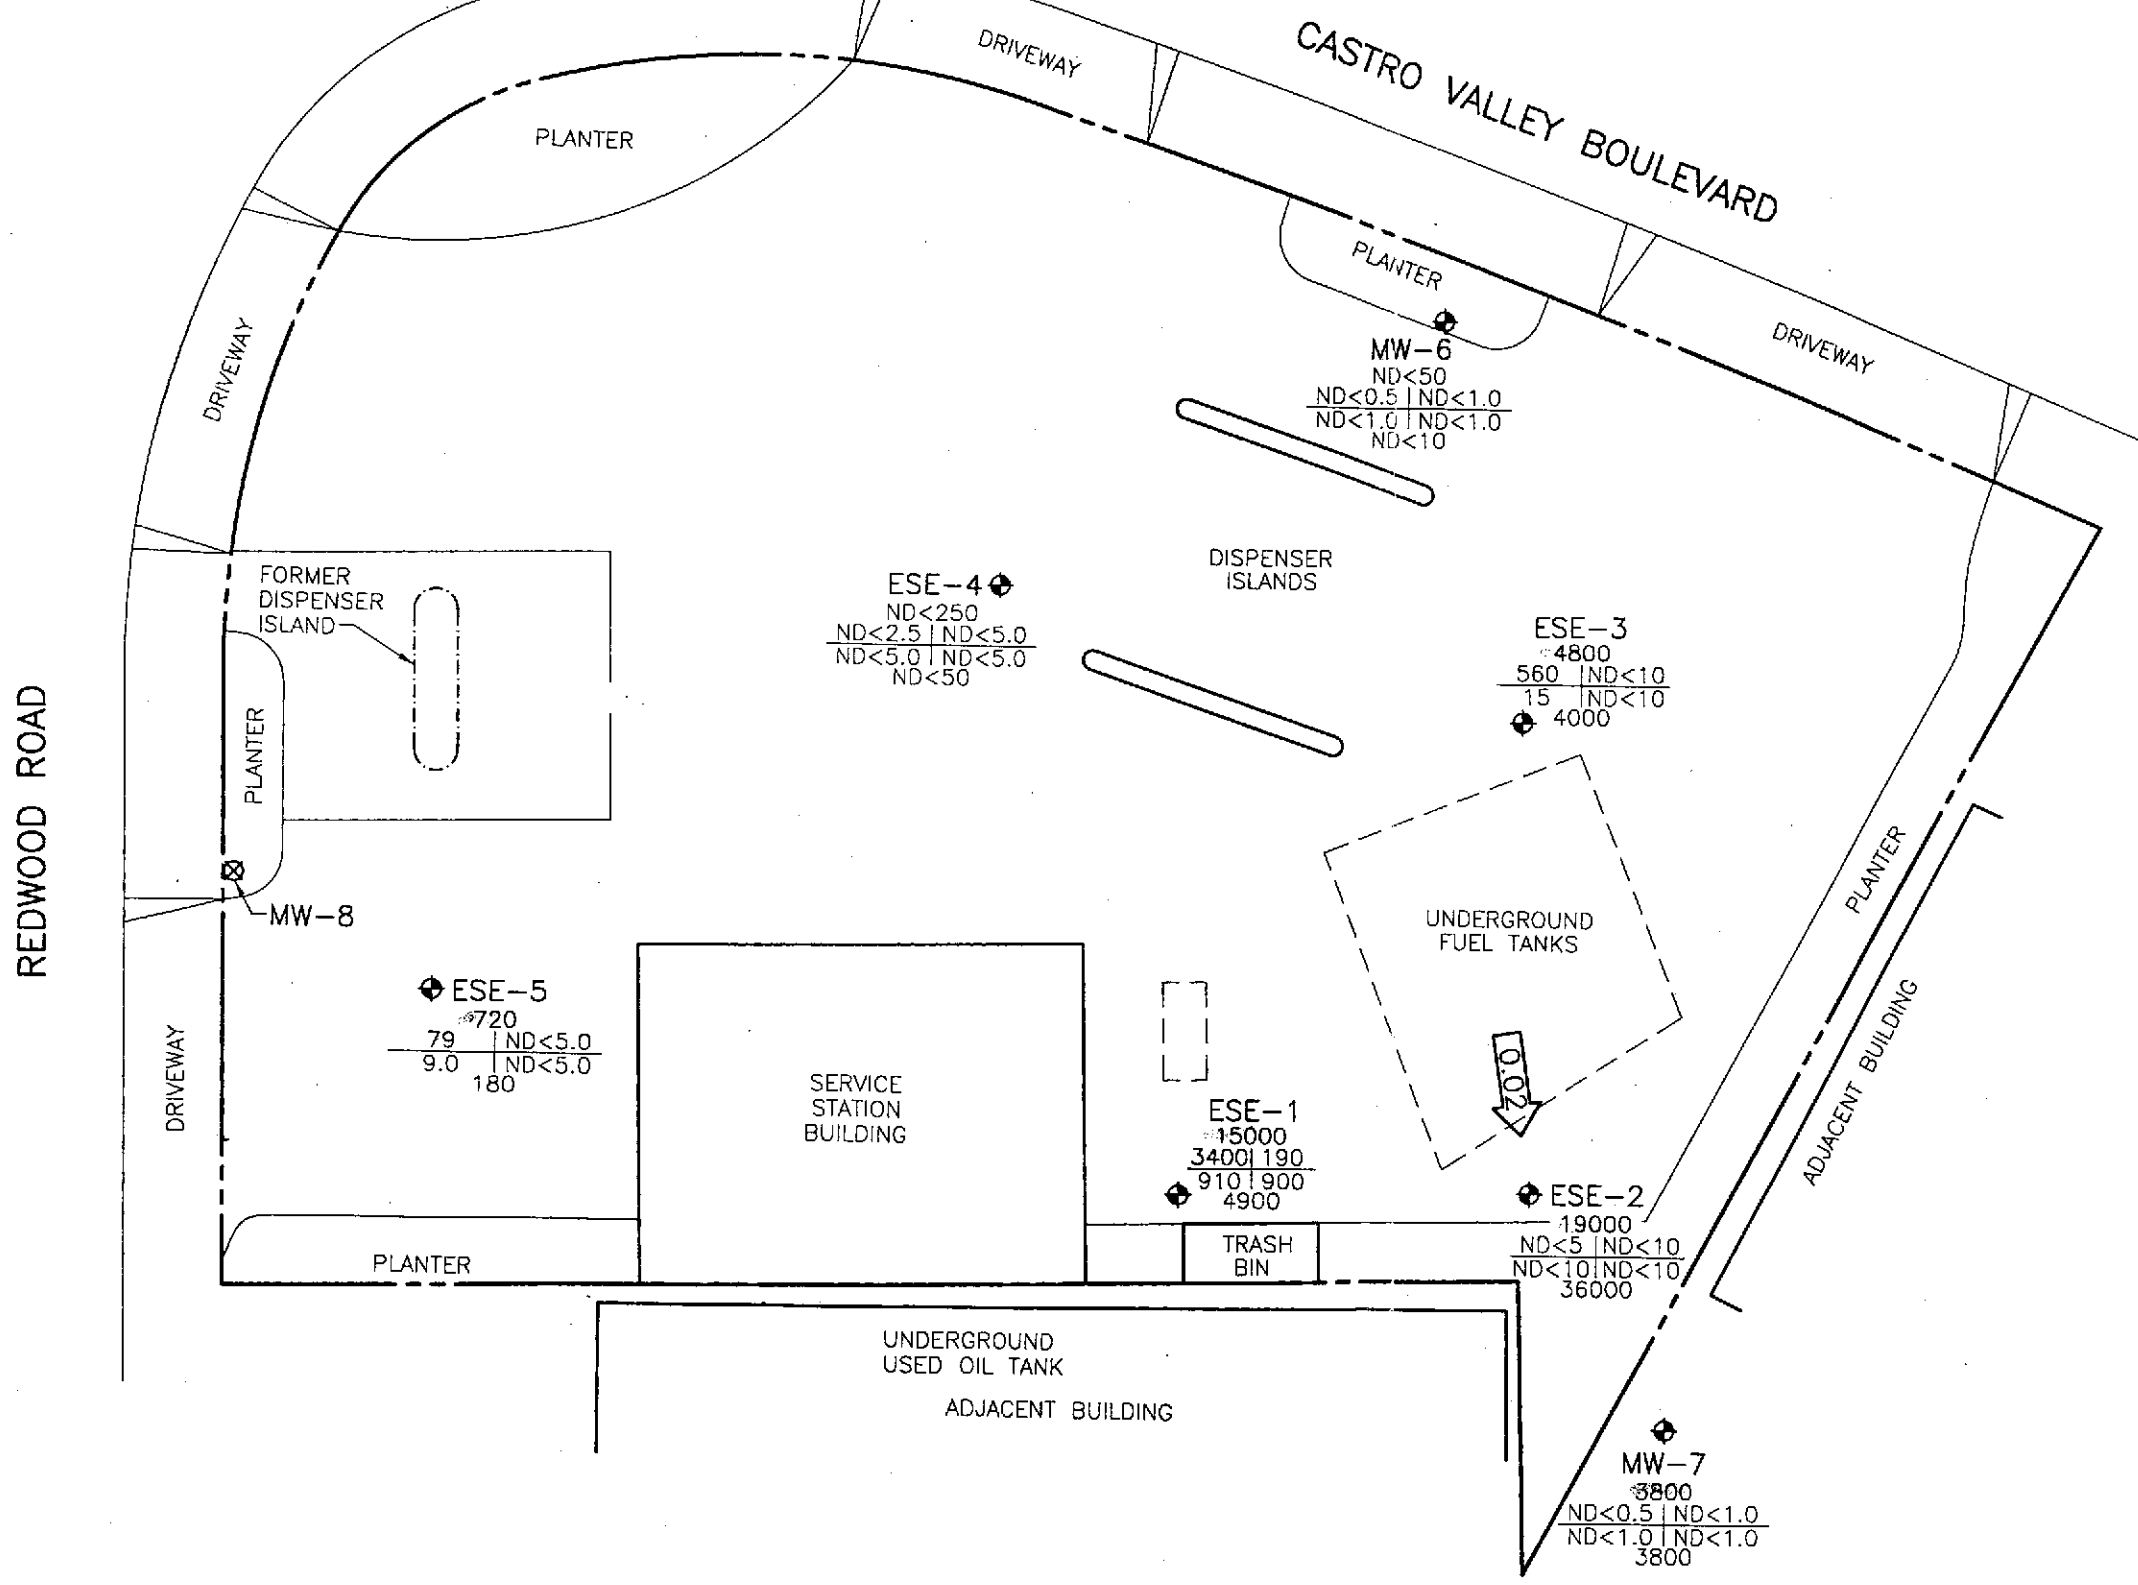 CASTRO VALLEY BOULEVARD
DRIVEWAY
PLANTER
PLANTER
DRIVEWAY
DRIVEWAY
MW-6
ND<50
ND<0.5 | ND<1.0
ND<1.0 | ND<1.0
ND<10
DISPENSER
ISLANDS
FORMER
DISPENSER
ISLAND
ESE-4
ND<250
ND<2.5 | ND<5.0
ND<5.0 | ND<5.0
ND<50
ESE-3
4800
560 | ND<10
15 | ND<10
4000
REDWOOD ROAD
PLANTER
MW-8
UNDERGROUND
FUEL TANKS
PLANTER
ADJACENT BUILDING
ESE-5
720
79 | ND<5.0
9.0 | ND<5.0
180
DRIVEWAY
SERVICE
STATION
BUILDING
0.02
ESE-1
15000
3400 | 190
910 | 900
4900
ESE-2
19000
ND<5 | ND<10
ND<10 | ND<10
36000
PLANTER
TRASH
BIN
UNDERGROUND
USED OIL TANK
ADJACENT BUILDING
MW-7
3800
ND<0.5 | ND<1.0
ND<1.0 | ND<1.0
3800